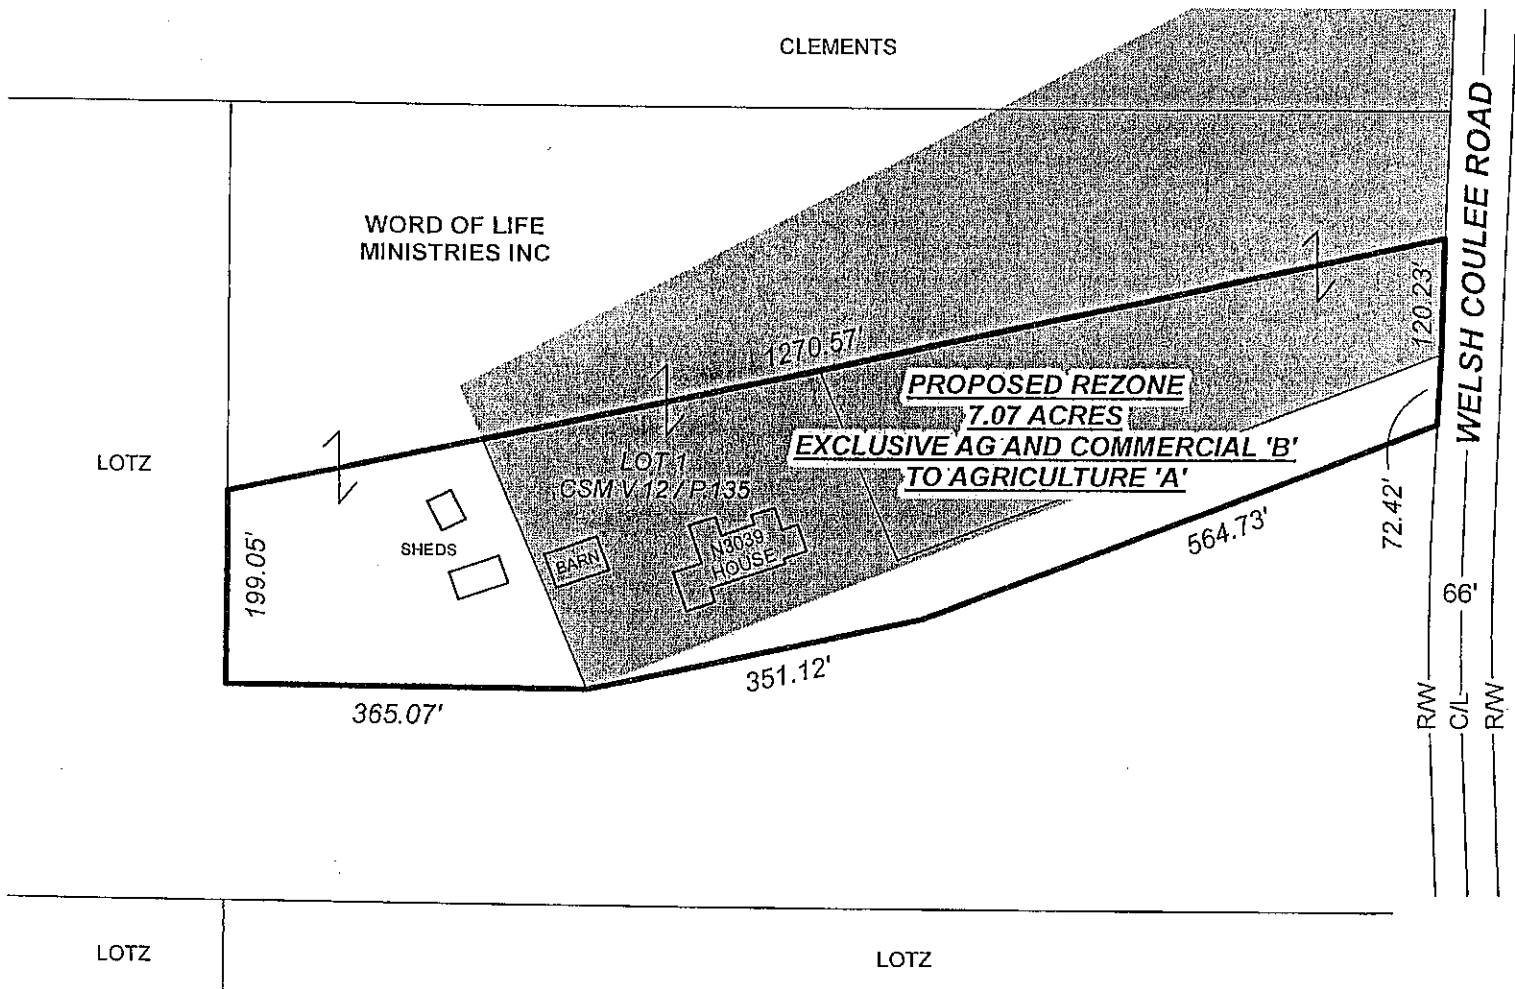 CLEMENTS
WELSH COULEE ROAD
WORD OF LIFE
MINISTRIES INC
120.23'
1270.57'
PROPOSED REZONE
7.07 ACRES
EXCLUSIVE AG AND COMMERCIAL 'B'
TO AGRICULTURE 'A'
LOTZ
LOT 1
CSM V.12 / P.135
SHEDS
BARN
N3039
HOUSE
199.05'
564.73'
72.42'
66'
351.12'
365.07'
R/W
C/L
R/W
LOTZ
LOTZ